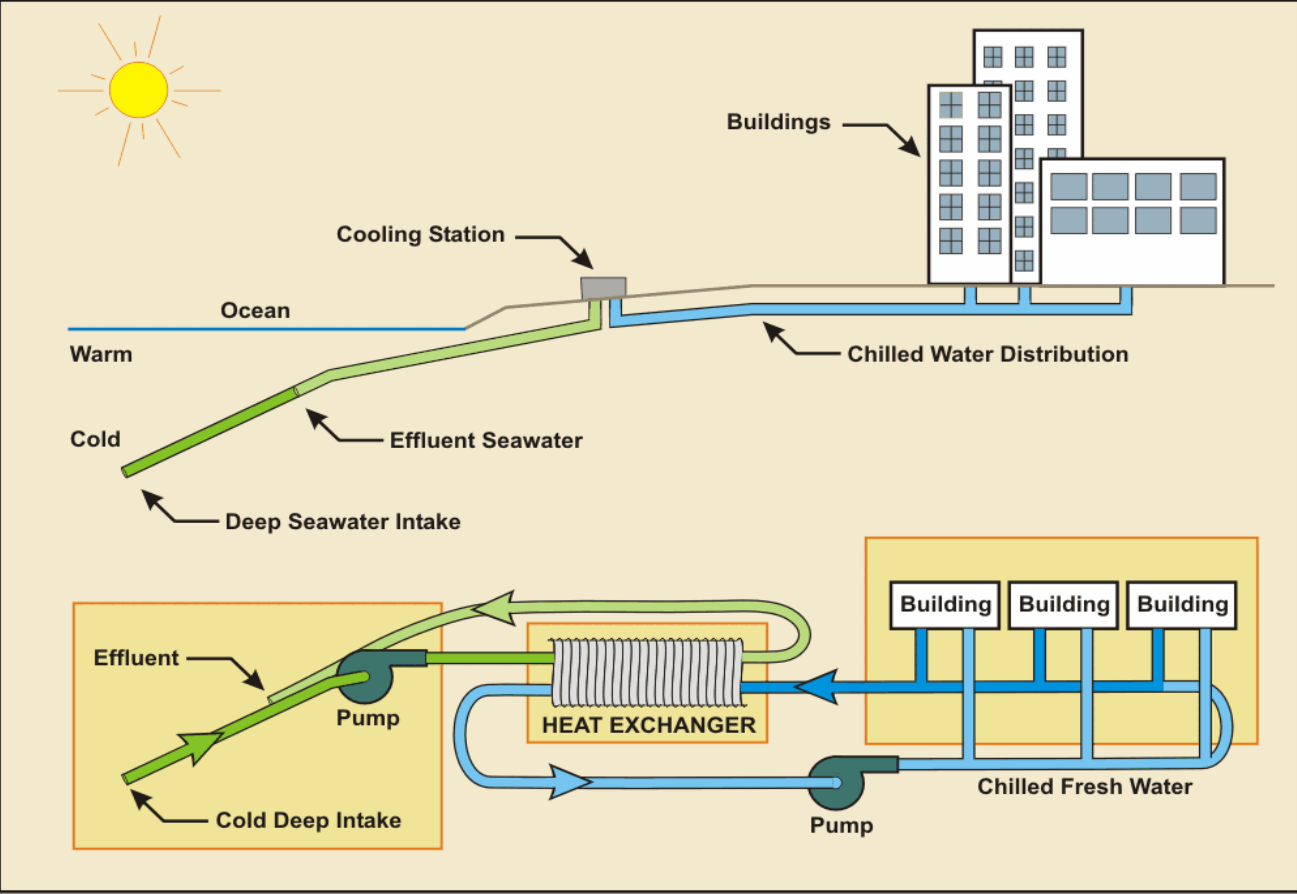 Buildings
Cooling Station
Ocean
Warm
Chilled Water Distribution
Cold
Effluent Seawater
Deep Seawater Intake
Building
Building
Building
Effluent
Pump
HEAT EXCHANGER
Chilled Fresh Water
Cold Deep Intake
Pump